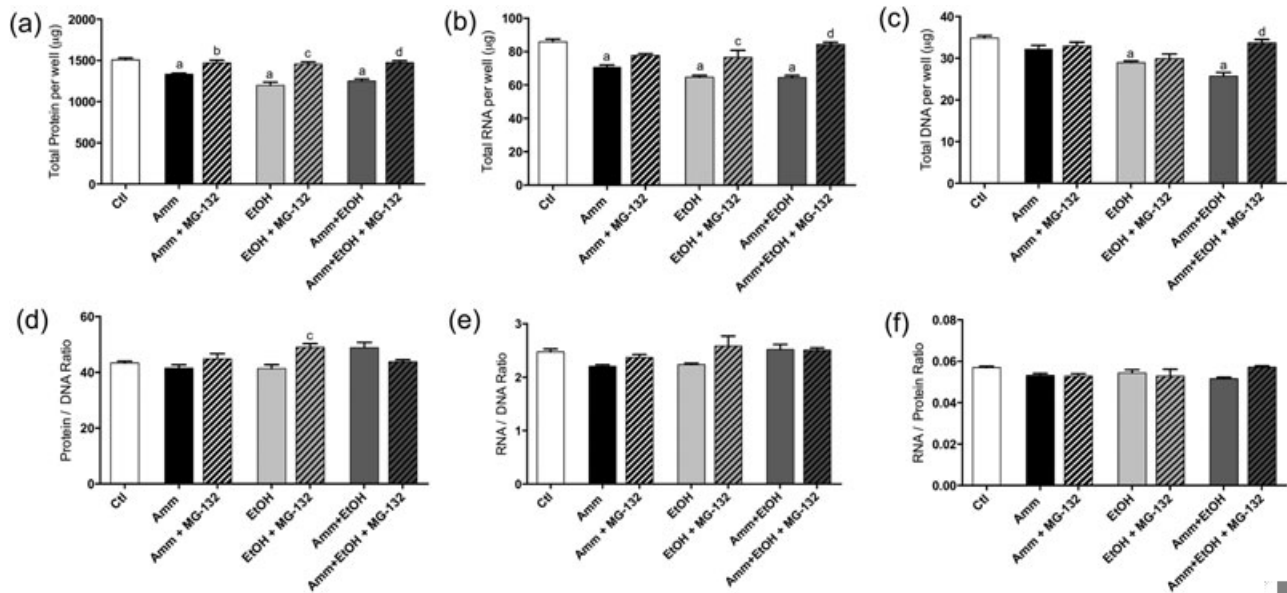 (a)
Total Protein per well (µg)
2000
1500
1000
500
0
a
b
a
c
a
d
Ctl
Amm
Amm + MG-132
EtOH
EtOH + MG-132
Amm+EtOH
Amm+EtOH + MG-132
(b)
Total RNA per well (µg)
100
80
60
40
20
0
a
a
c
a
d
Ctl
Amm
Amm + MG-132
EtOH
EtOH + MG-132
Amm+EtOH
Amm+EtOH + MG-132
(c)
Total DNA per well (µg)
40
30
20
10
0
a
a
d
Ctl
Amm
Amm + MG-132
EtOH
EtOH + MG-132
Amm+EtOH
Amm+EtOH + MG-132
(d)
Protein / DNA Ratio
60
40
20
0
c
Ctl
Amm
Amm + MG-132
EtOH
EtOH + MG-132
Amm+EtOH
Amm+EtOH + MG-132
(e)
RNA / DNA Ratio
3
2
1
0
Ctl
Amm
Amm + MG-132
EtOH
EtOH + MG-132
Amm+EtOH
Amm+EtOH + MG-132
(f)
RNA / Protein Ratio
0.08
0.06
0.04
0.02
0.00
Ctl
Amm
Amm + MG-132
EtOH
EtOH + MG-132
Amm+EtOH
Amm+EtOH + MG-132